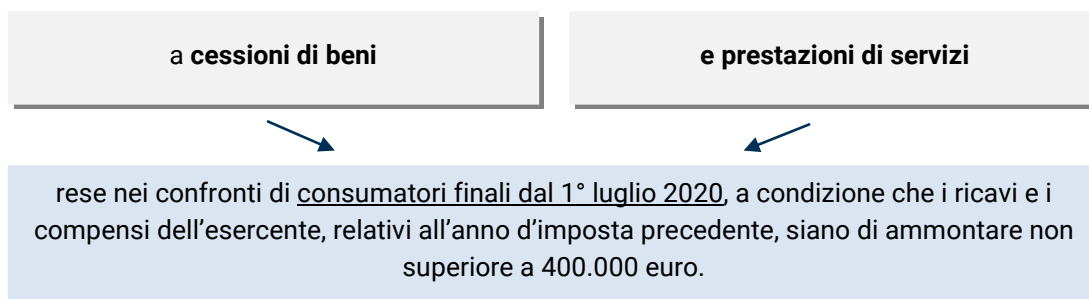 a cessioni di beni
e prestazioni di servizi
rese nei confronti di consumatori finali dal 1° luglio 2020, a condizione che i ricavi e i
compensi dell’esercente, relativi all’anno d’imposta precedente, siano di ammontare non
superiore a 400.000 euro.